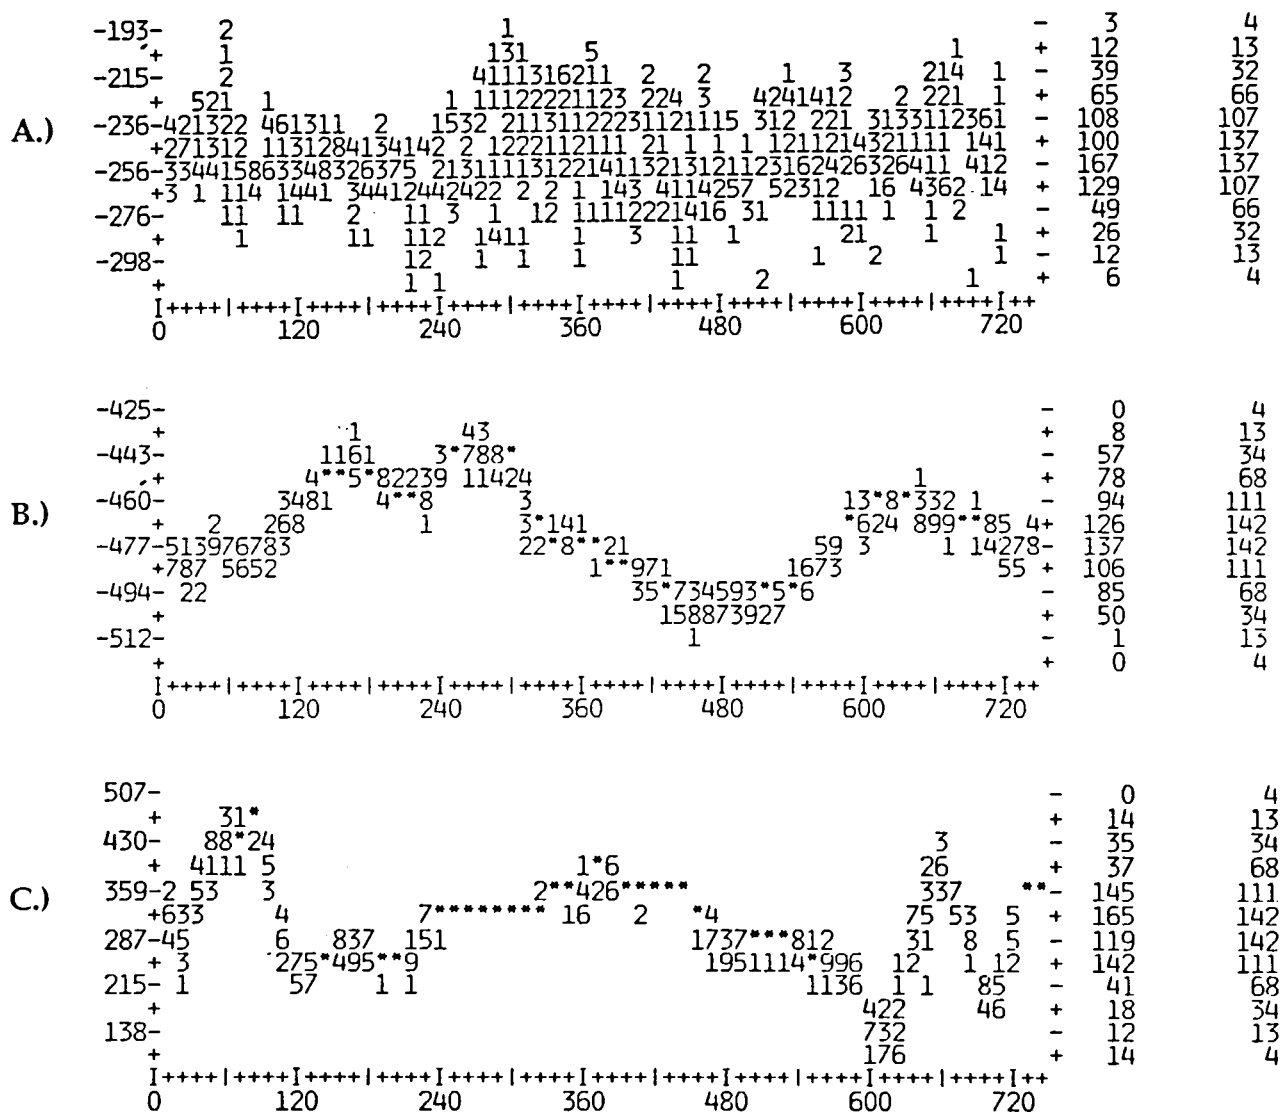 -193-    2                   1                                     -    3    4
+    1                  131    5                         1     +    12    13
-215-    2               411131621l  2   2     1   3     214  1  -    39    32
+  521  1            1 11122221123 224 3   4241412   2 221  1  +    65    66
A.) -236-421322 461311  2   1532 21131122231121115 312 221 3133112361  -    108    107
+271312 1131284134142 2 1222112111 21 1 1 1 12112143211111 141  +    100    137
-256-33441586334832 6375 213111312214113231211231624263264 11 412  -    167    137
+3 1 114 1441 34412442422 2 2 1 143 4114257 52312  16 4362 14  +    129    107
-276-    11  11   2   11 3  1  12 1111222141 6 31   1111 1  1 2  -    49    66
+     1       11  112  1411   1   3  11  1       21    1    1  +    26    32
-298-                 12   1  1   1      11        1   2        1  -    12    13
+                 1 1                1     2              1   +    6    4
I++++|++++I++++|++++I++++|++++I++++|++++I++++|++++I++++|++++I++
0 120 240 360 480 600 720
-425-  -    0    4
+             1       43  +    8    13
-443-           1161    3*788*  -    57    34
+          4**5*82239 11424                           1  +    78    68
B.) -460-        3481   4**8      3                      13*8*332 1  -    94    111
+   2   268        1      3*141                  *624 899**85 4+    126    142
-477-513976783                22*8**21             59 3     1 14278-    137    142
+787 5652                      1**971        1673           55  +    106    111
-494- 22                              35*734593*5*6  -    85    68
+                                   158873927  +    50    34
-512-                                     1  -    1    13
+  +    0    4
I++++|++++I++++|++++I++++|++++I++++|++++I++++|++++I++++|++++I++
0 120 240 360 480 600 720
507-  -    0    4
+    31*  +    14    13
430-   88*24                                              3  -    35    34
+  4111 5                     1*6                     26  +    37    68
C.) 359-2 53   3                  2**426*****                337    **-    145    111
+633     4         7********* 16   2   *4             75 53  5  +    165    142
287-45      6   837  151                 1737***812     31  8  5  -    119    142
+ 3      275*495**9                    1951114*996  12   1 12  +    142    111
215- 1       57    1 1                           1136  1 1   85  -    41    68
+                                                 422     46  +    18    34
138-                                                 732  -    12    13
+                                                 176  +    14    4
I++++|++++I++++|++++I++++|++++I++++|++++I++++|++++I++++|++++I++
0 120 240 360 480 600 720